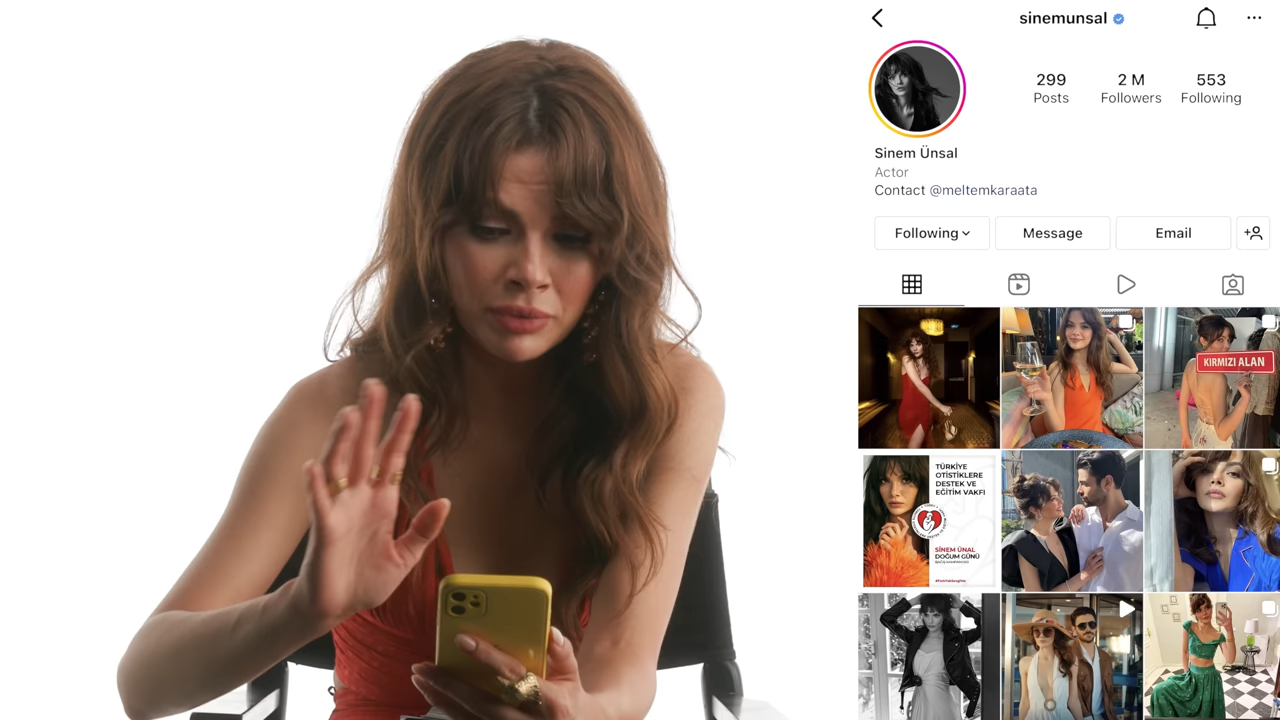 sinemunsal
299
2 M
553
Posts
Followers
Following
Sinem Ünsal
Actor
Contact @meltemkaraata
Following
Message
Email
KIRMIZI ALAN
TÜRKİYE
OTİSTİKLERE
DESTEK VE
EĞİTİM VAKFI
SİNEM ÜNAL
DOĞUM GÜNÜ